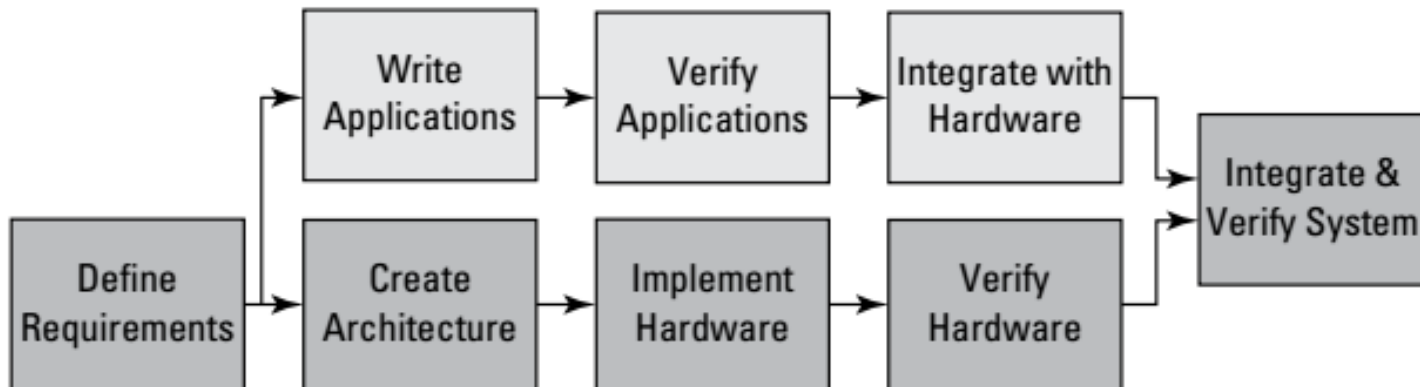 Write
Applications
Verify
Applications
Integrate with
Hardware
Integrate &
Verify System
Define
Requirements
Create
Architecture
Implement
Hardware
Verify
Hardware